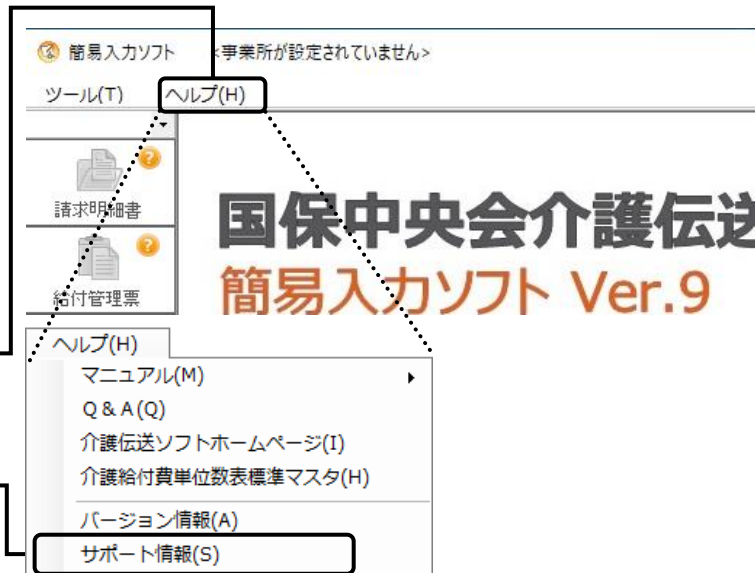 簡易入力ソフト <事業所が設定されていません>
ツール(T) ヘルプ(H)
請求明細書
給付管理票
国保中央会介護伝送
簡易入力ソフト Ver.9
ヘルプ(H)
マニュアル(M)
Q & A (Q)
介護伝送ソフトホームページ(I)
介護給付費単位数表標準マスタ(H)
バージョン情報(A)
サポート情報(S)